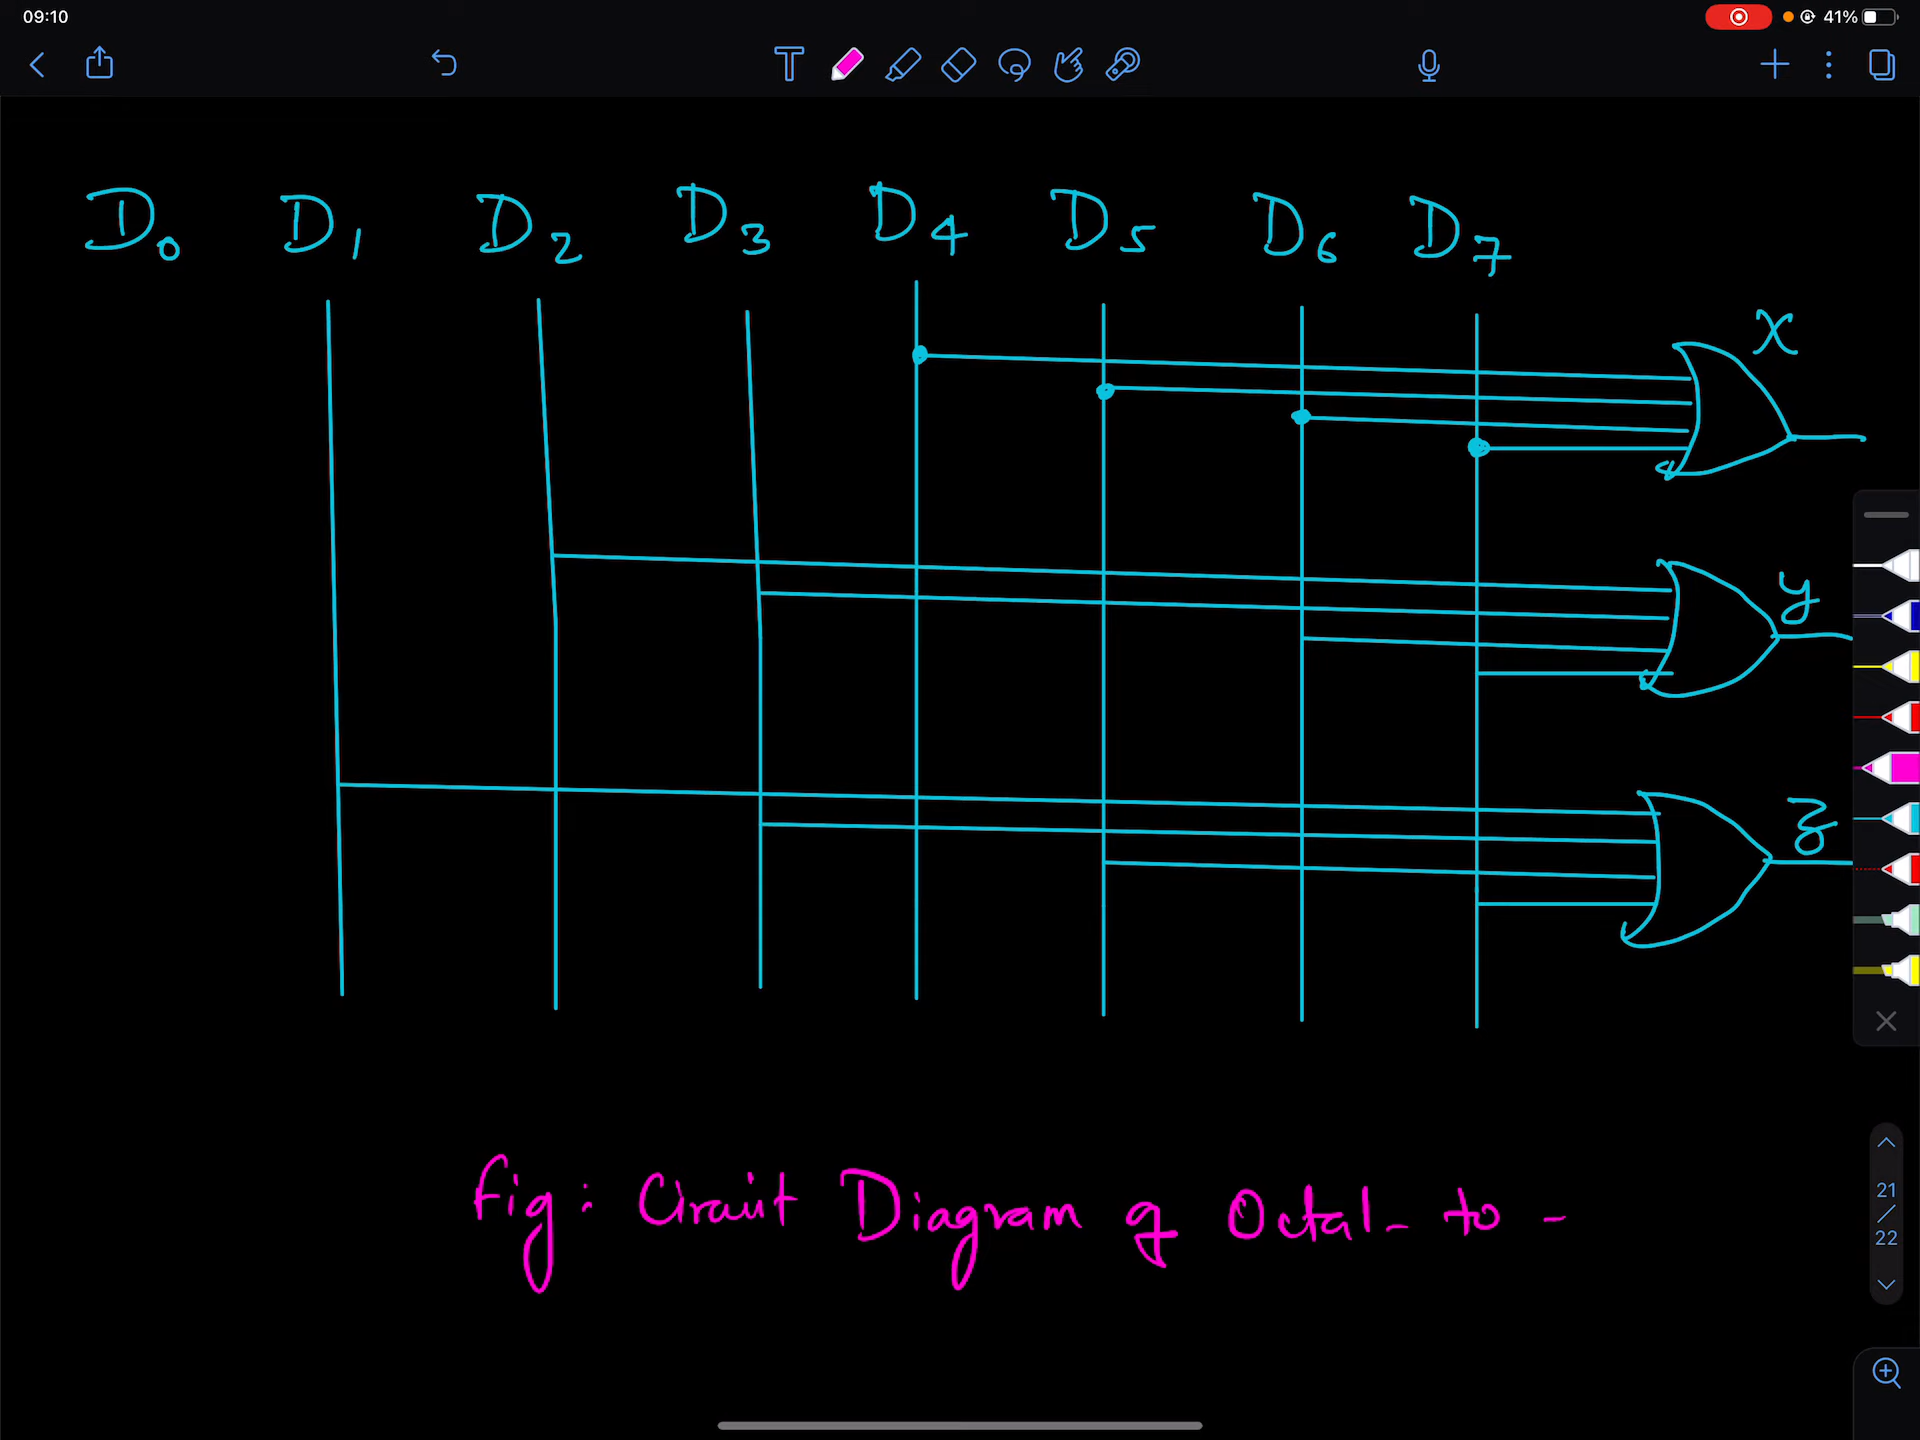 09:10
41%
D0 D1 D2 D3 D4 D5 D6 D7
x
y
z
21
/
22
fig: Circuit Diagram of Octal- to -